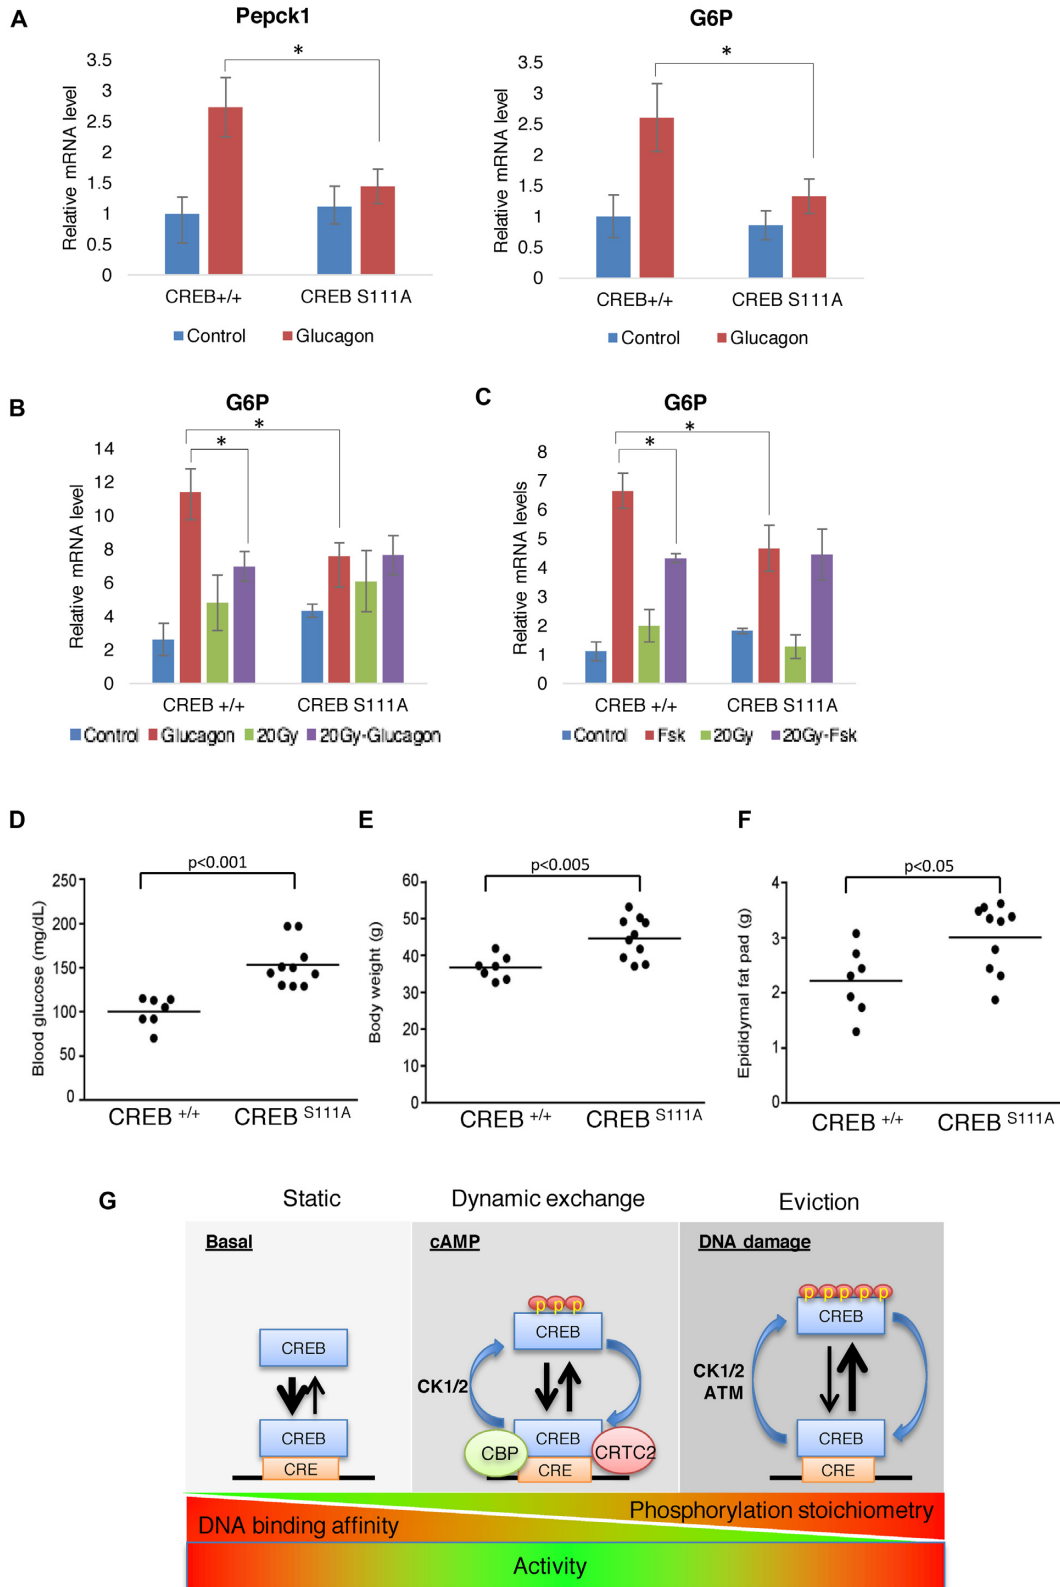 A
Pepck1
*
Relative mRNA level
3.5
3
2.5
2
1.5
1
0.5
0
CREB+/+
CREB S111A
Control
Glucagon
G6P
*
Relative mRNA level
3.5
3
2.5
2
1.5
1
0.5
0
CREB+/+
CREB S111A
Control
Glucagon
B
G6P
*
*
Relative mRNA level
14
12
10
8
6
4
2
0
CREB +/+
CREB S111A
Control
Glucagon
20Gy
20Gy-Glucagon
C
G6P
*
*
Relative mRNA levels
8
7
6
5
4
3
2
1
0
CREB +/+
CREB S111A
Control
Fsk
20Gy
20Gy-Fsk
D
p<0.001
Blood glucose (mg/dL)
250
200
150
100
50
0
CREB +/+
CREB S111A
E
p<0.005
Body weight (g)
60
50
40
30
20
10
0
CREB +/+
CREB S111A
F
p<0.05
Epididymal fat pad (g)
4
3
2
1
0
CREB +/+
CREB S111A
G
Static
Dynamic exchange
Eviction
Basal
CREB
CREB
CRE
cAMP
p p p
CREB
CK1/2
CBP
CREB
CRTC2
CRE
DNA damage
p p p p p
CREB
CK1/2
ATM
CREB
CRE
DNA binding affinity
Phosphorylation stoichiometry
Activity